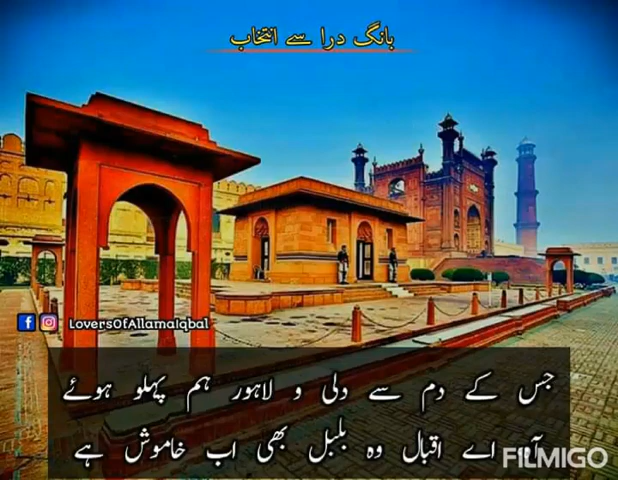 بانگ درا سے انتخاب
LoversOfAllamaIqbal
جس کے دم سے دلی و لاہور ہم پہلو ہوئے
آہ اے اقبال وہ بلبل بھی اب خاموش ہے
FILMIGO